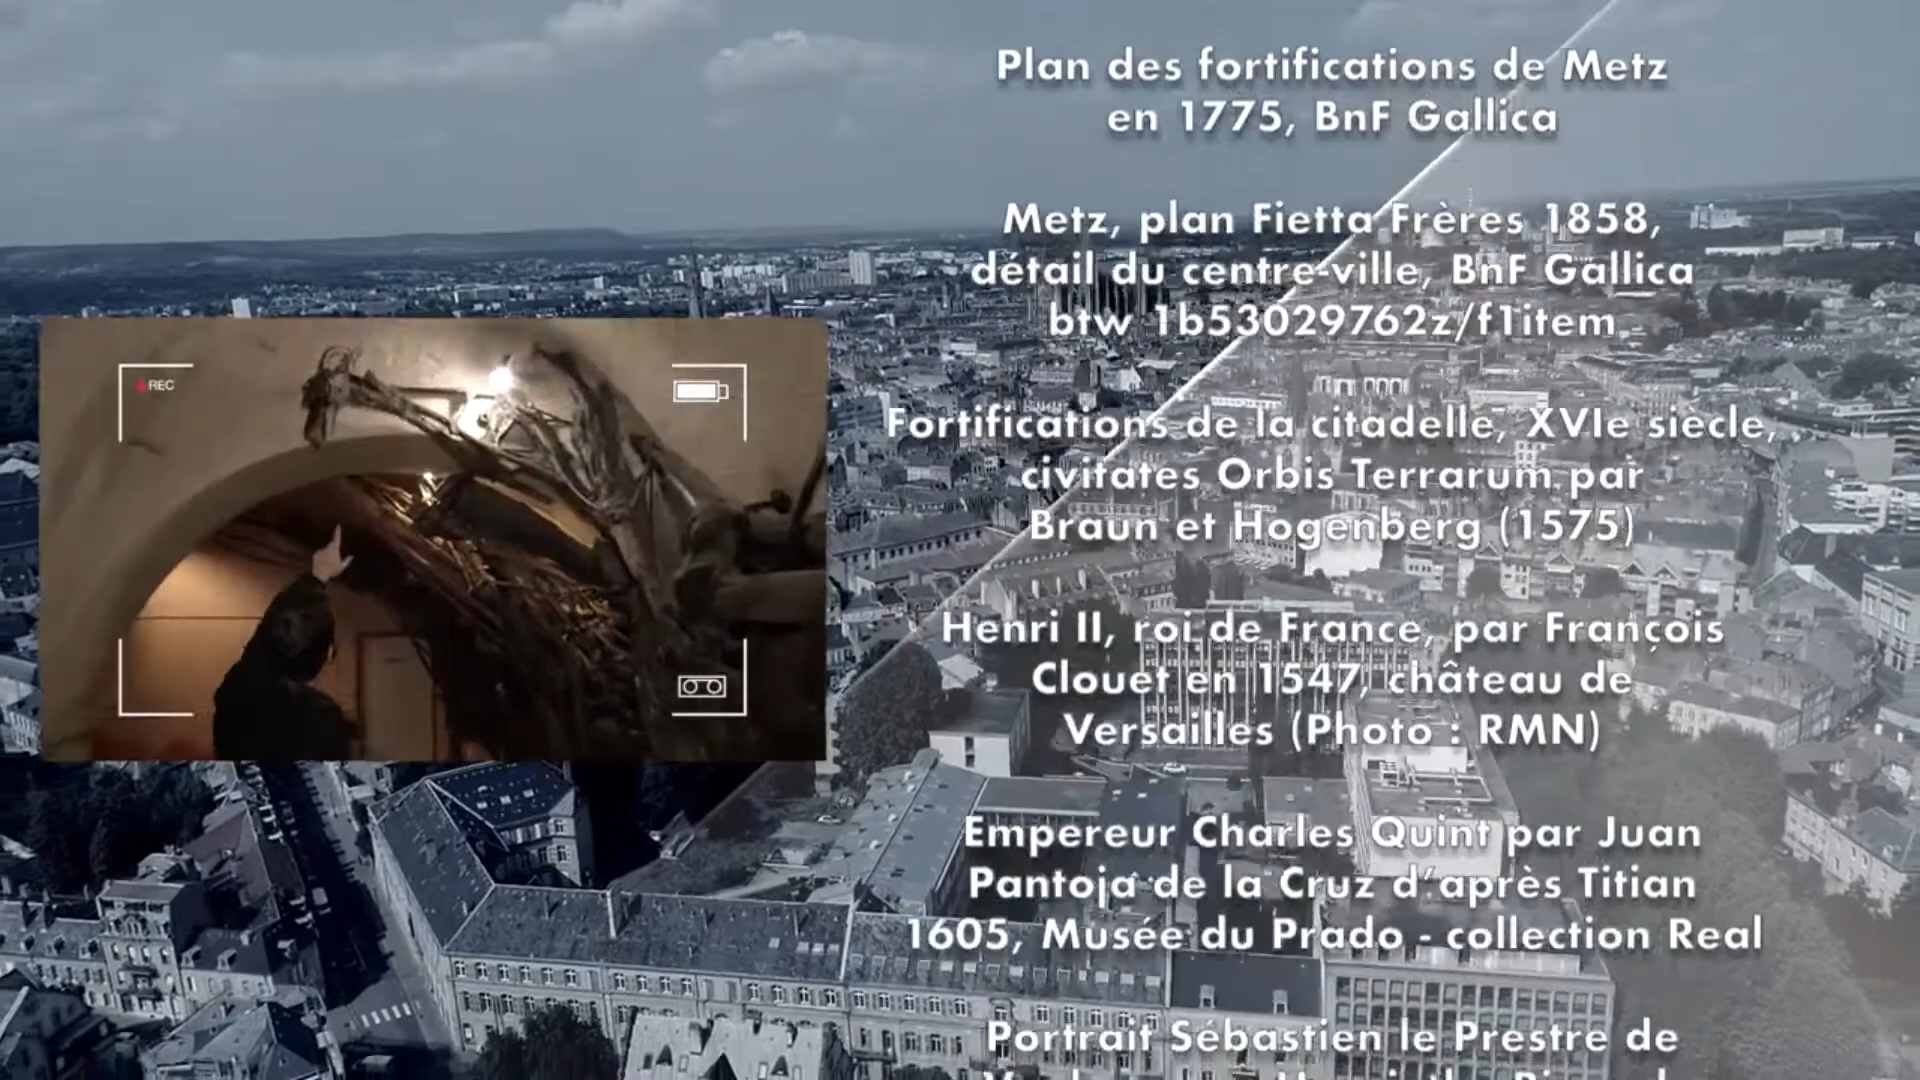 Plan des fortifications de Metz
en 1775, BnF Gallica
Metz, plan Fietta Frères 1858,
détail du centre-ville, BnF Gallica
btw 1b53029762z/f1item
Fortifications de la citadelle, XVIe siècle,
civitates Orbis Terrarum par
Braun et Hogenberg (1575)
Henri II, roi de France, par François
Clouet en 1547, château de
Versailles (Photo : RMN)
Empereur Charles Quint par Juan
Pantoja de la Cruz d'après Titian
1605, Musée du Prado - collection Real
Portrait Sébastien le Prestre de
REC